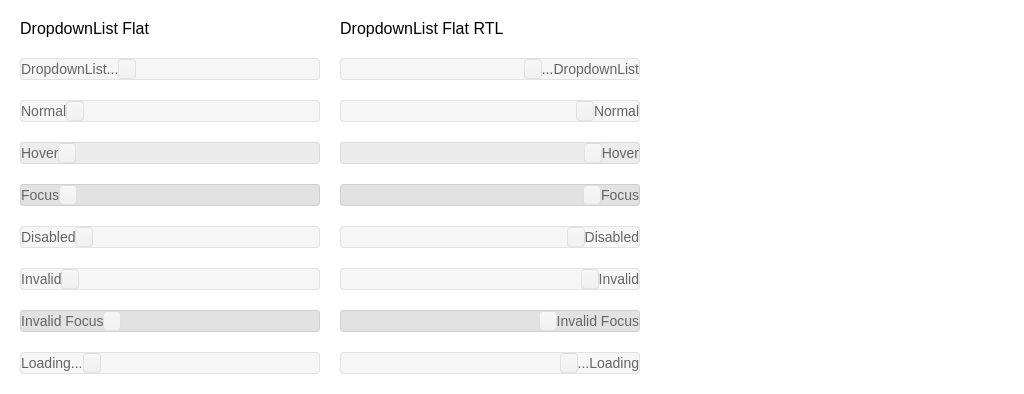 DropdownList Flat
DropdownList...
Normal
Hover
Focus
Disabled
Invalid
Invalid Focus
Loading...
DropdownList Flat RTL
...DropdownList
Normal
Hover
Focus
Disabled
Invalid
Invalid Focus
...Loading